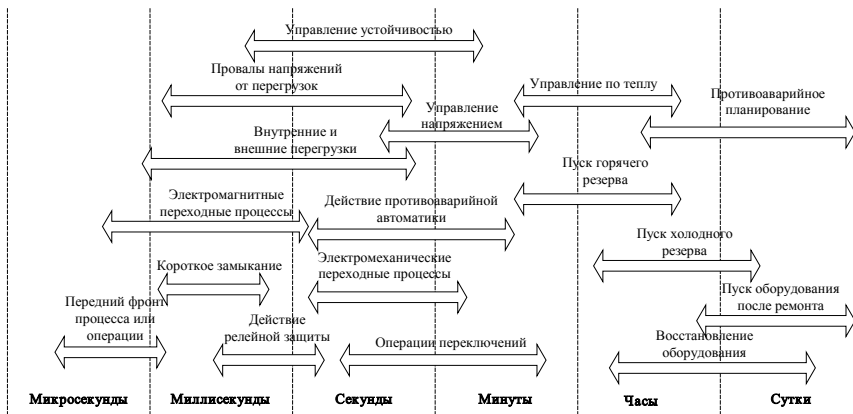 Управление устойчивостью
Провалы напряжений
от перегрузок
Управление по теплу
Противоаварийное
планирование
Управление
напряжением
Внутренние и
внешние перегрузки
Пуск горячего
резерва
Электромагнитные
переходные процессы
Действие противоаварийной
автоматики
Пуск холодного
резерва
Короткое замыкание
Электромеханические
переходные процессы
Передний фронт
процесса или
операции
Действие
релейной защиты
Операции переключений
Пуск оборудования
после ремонта
Восстановление
оборудования
Микросекунды
Миллисекунды
Секунды
Минуты
Часы
Сутки